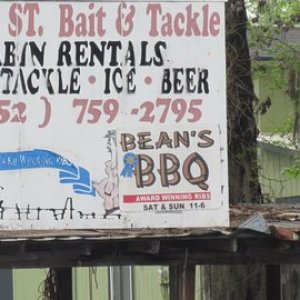 ST. Bait & Tackle
ABIN RENTALS
TACKLE · ICE · BEER
52 ) 759-2795
BEAN'S
BBQ
AWARD WINNING RIBS
SAT & SUN 11-6